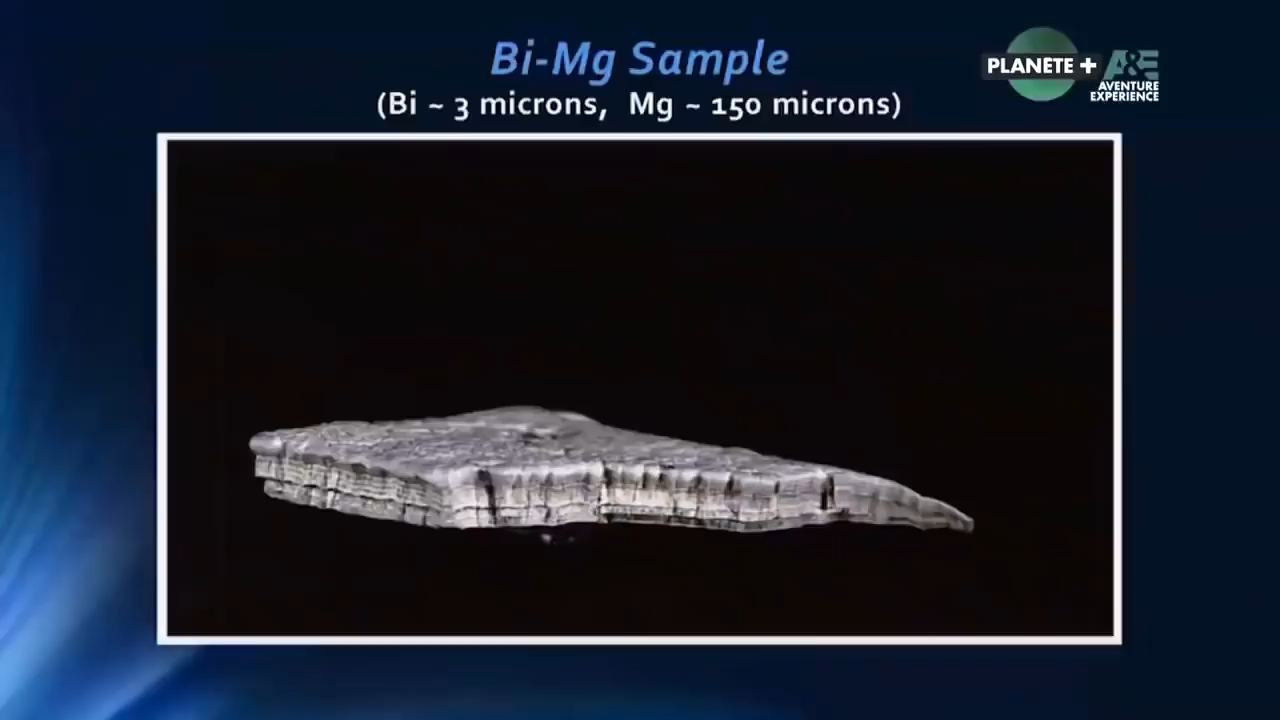 Bi-Mg Sample
(Bi ~ 3 microns, Mg ~ 150 microns)
PLANETE +
A&E
AVENTURE
EXPERIENCE